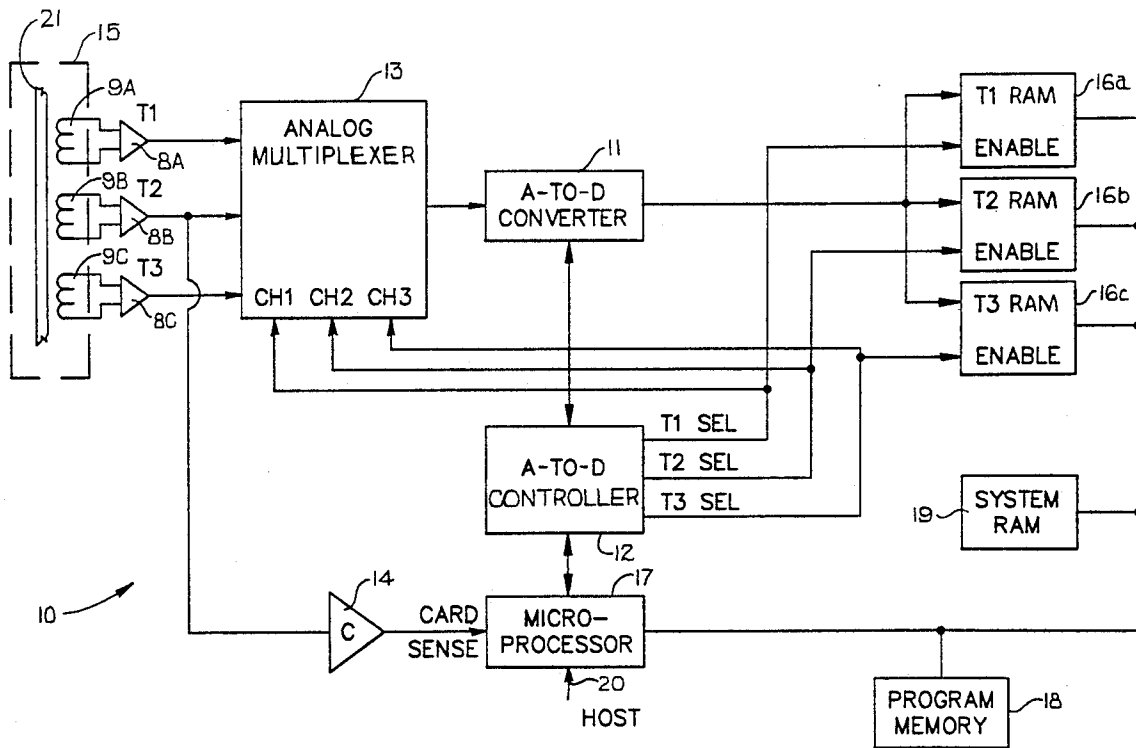 21
15
9A
T1
8A
9B
T2
8B
9C
T3
8C
13
ANALOG
MULTIPLEXER
CH1 CH2 CH3
11
A-TO-D
CONVERTER
T1 RAM
ENABLE
16a
T2 RAM
ENABLE
16b
T3 RAM
ENABLE
16c
A-TO-D
CONTROLLER
12
T1 SEL
T2 SEL
T3 SEL
19
SYSTEM
RAM
10
14
C
CARD
SENSE
17
MICRO-
PROCESSOR
20
HOST
PROGRAM
MEMORY
18